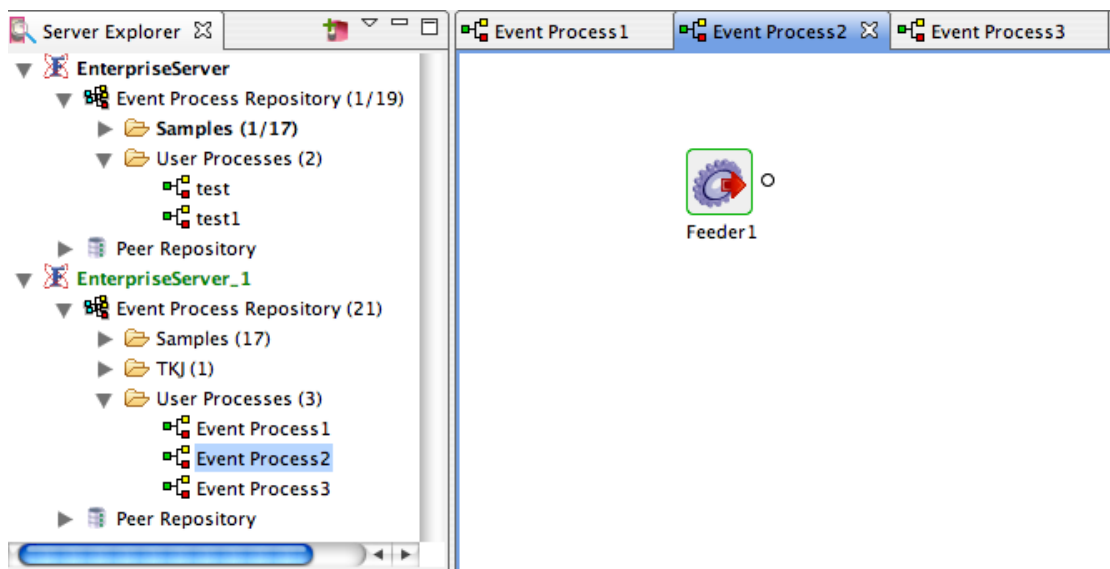 Server Explorer
EnterpriseServer
Event Process Repository (1/19)
Samples (1/17)
User Processes (2)
test
test1
Peer Repository
EnterpriseServer_1
Event Process Repository (21)
Samples (17)
TKJ (1)
User Processes (3)
Event Process1
Event Process2
Event Process3
Peer Repository
Event Process1
Event Process2
Event Process3
Feeder1